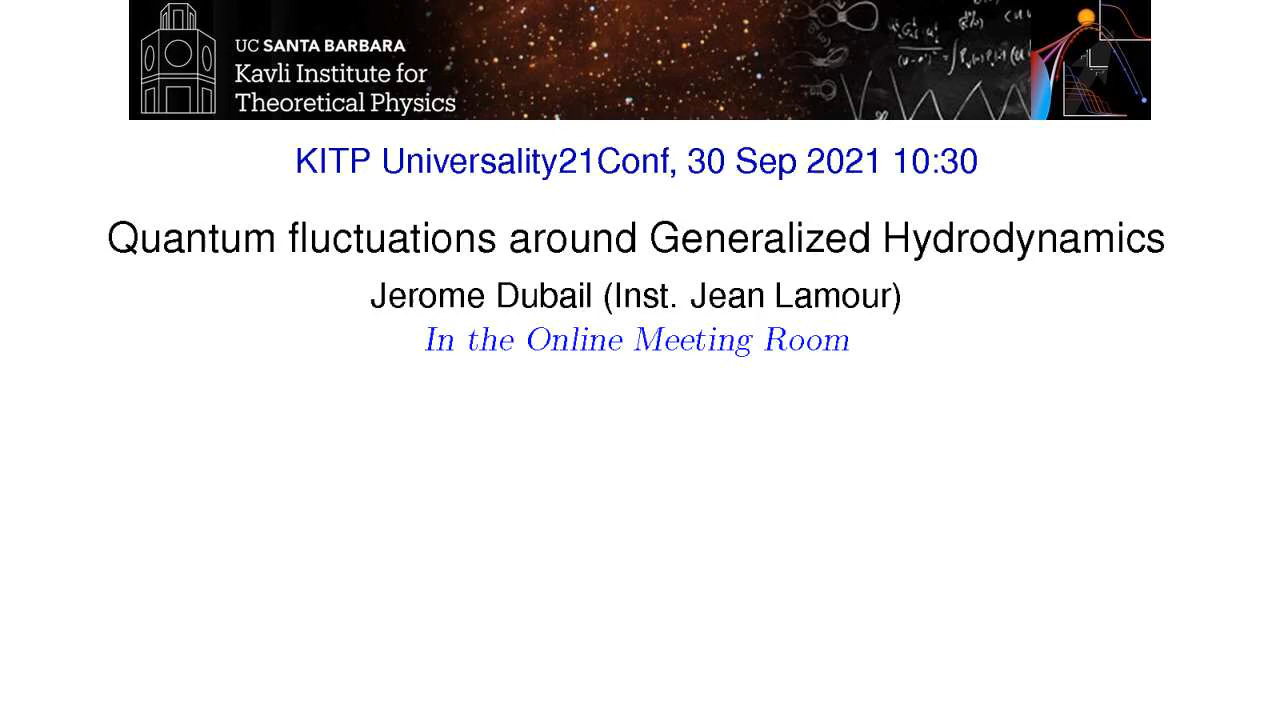 UC SANTA BARBARA
Kavli Institute for
Theoretical Physics
KITP Universality21Conf, 30 Sep 2021 10:30
Quantum fluctuations around Generalized Hydrodynamics
Jerome Dubail (Inst. Jean Lamour)
In the Online Meeting Room